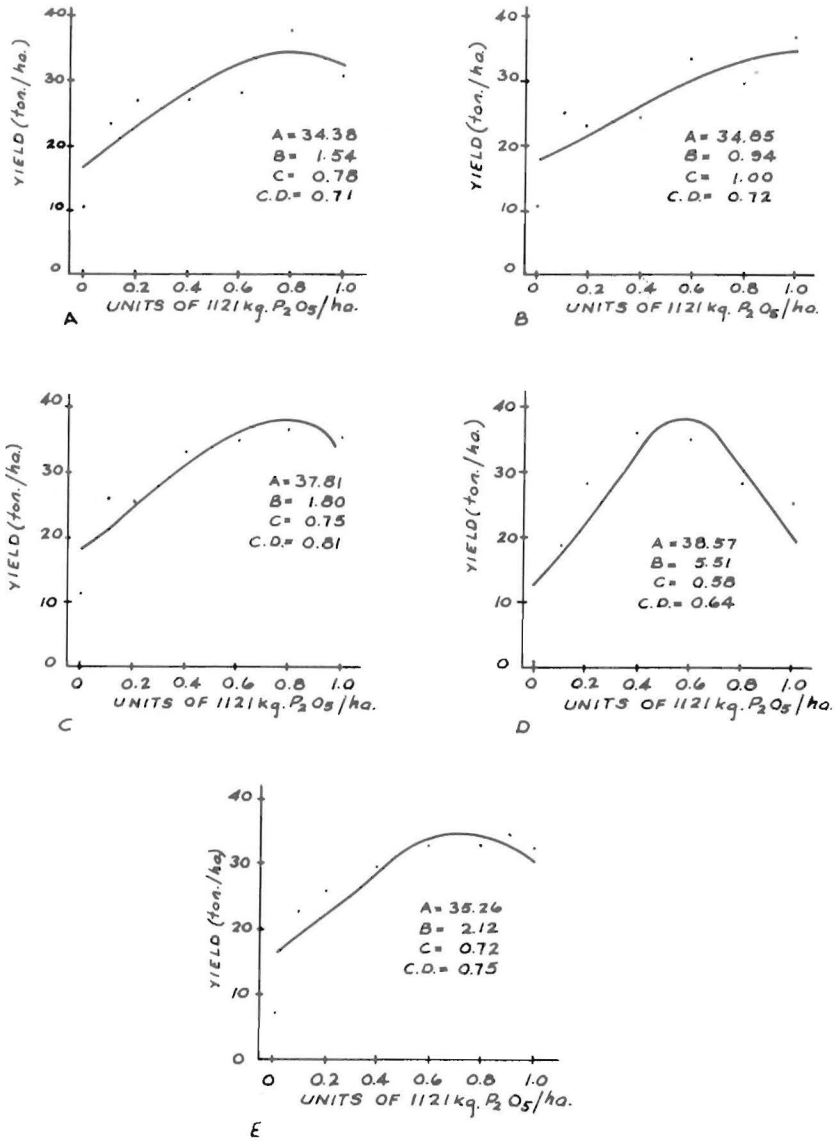 YIELD (ton./ha.)
40
30
20
10
0
A = 34.38
B = 1.54
C = 0.78
C.D. = 0.71
0 0.2 0.4 0.6 0.8 1.0
UNITS OF 1121 kg. P2O5/ha.
A
YIELD (ton./ha.)
40
30
20
10
0
A = 34.85
B = 0.94
C = 1.00
C.D. = 0.72
0 0.2 0.4 0.6 0.8 1.0
UNITS OF 1121 kg. P2O5/ha.
B
YIELD (ton./ha.)
40
30
20
10
0
A = 37.81
B = 1.80
C = 0.75
C.D. = 0.81
0 0.2 0.4 0.6 0.8 1.0
UNITS OF 1121 kg. P2O5/ha.
C
YIELD (ton./ha.)
40
30
20
10
0
A = 38.57
B = 5.51
C = 0.58
C.D. = 0.64
0 0.2 0.4 0.6 0.8 1.0
UNITS OF 1121 kg. P2O5/ha.
D
YIELD (ton./ha)
40
30
20
10
0
A = 35.26
B = 2.12
C = 0.72
C.D. = 0.75
0 0.2 0.4 0.6 0.8 1.0
UNITS OF 1121 kg. P2O5/ha.
E